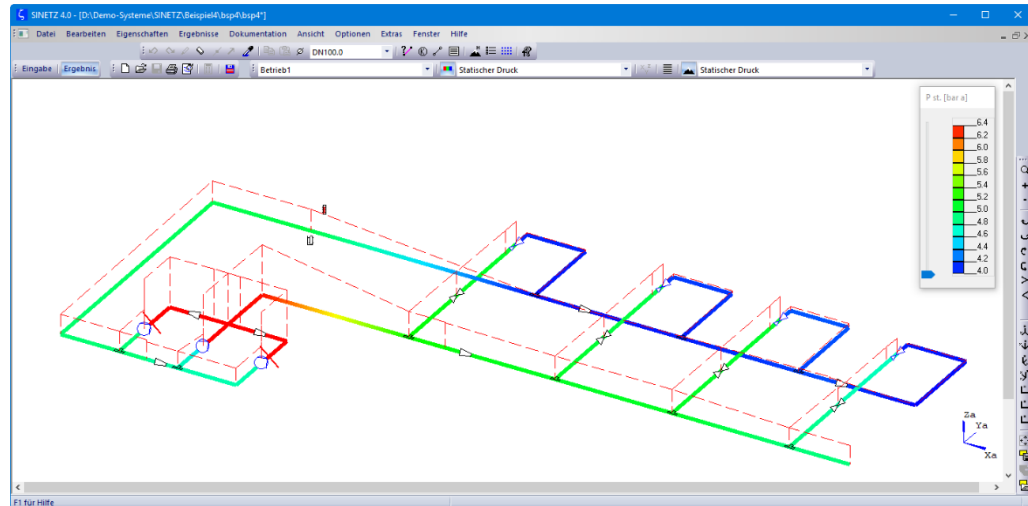 SINETZ 4.0 - [D:\Demo-Systeme\SINETZ\Beispiel4\bsp4\bsp4*]
Datei Bearbeiten Eigenschaften Ergebnisse Dokumentation Ansicht Optionen Extras Fenster Hilfe
DN100.0
Eingabe Ergebnis Betrieb1 Statischer Druck Statischer Druck
P st. [bar a]
6.4
6.2
6.0
5.8
5.6
5.4
5.2
5.0
4.8
4.6
4.4
4.2
4.0
Za
Ya
Xa
F1 für Hilfe